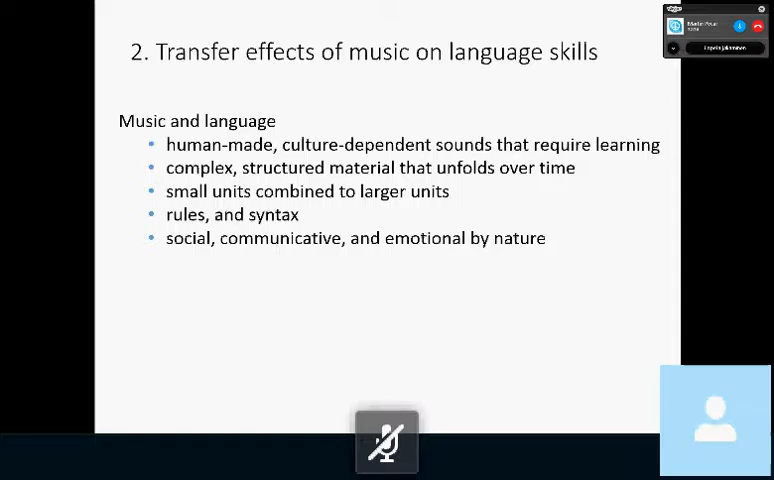 2. Transfer effects of music on language skills
Music and language
• human-made, culture-dependent sounds that require learning
• complex, structured material that unfolds over time
• small units combined to larger units
• rules, and syntax
• social, communicative, and emotional by nature